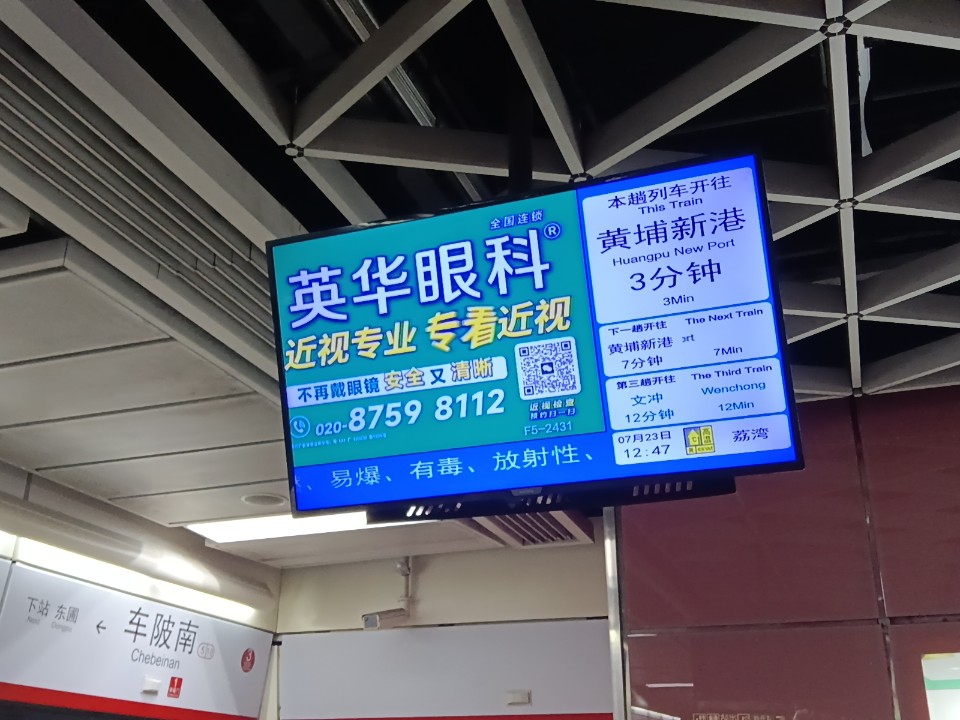 全国连锁
英华眼科®
近视专业 专看近视
不再戴眼镜 安全又清晰
020-8759 8112
F5-2431
易爆、有毒、放射性、
本趟列车开往
This Train
黄埔新港
Huangpu New Port
3分钟
3Min
下一趟开往 The Next Train
黄埔新港
7分钟 7Min
第三趟开往 The Third Train
文冲 Wenchong
12分钟 12Min
07月23日
12:47
荔湾
下站 东圃
Next Dongpu
←
车陂南
Chebeinan